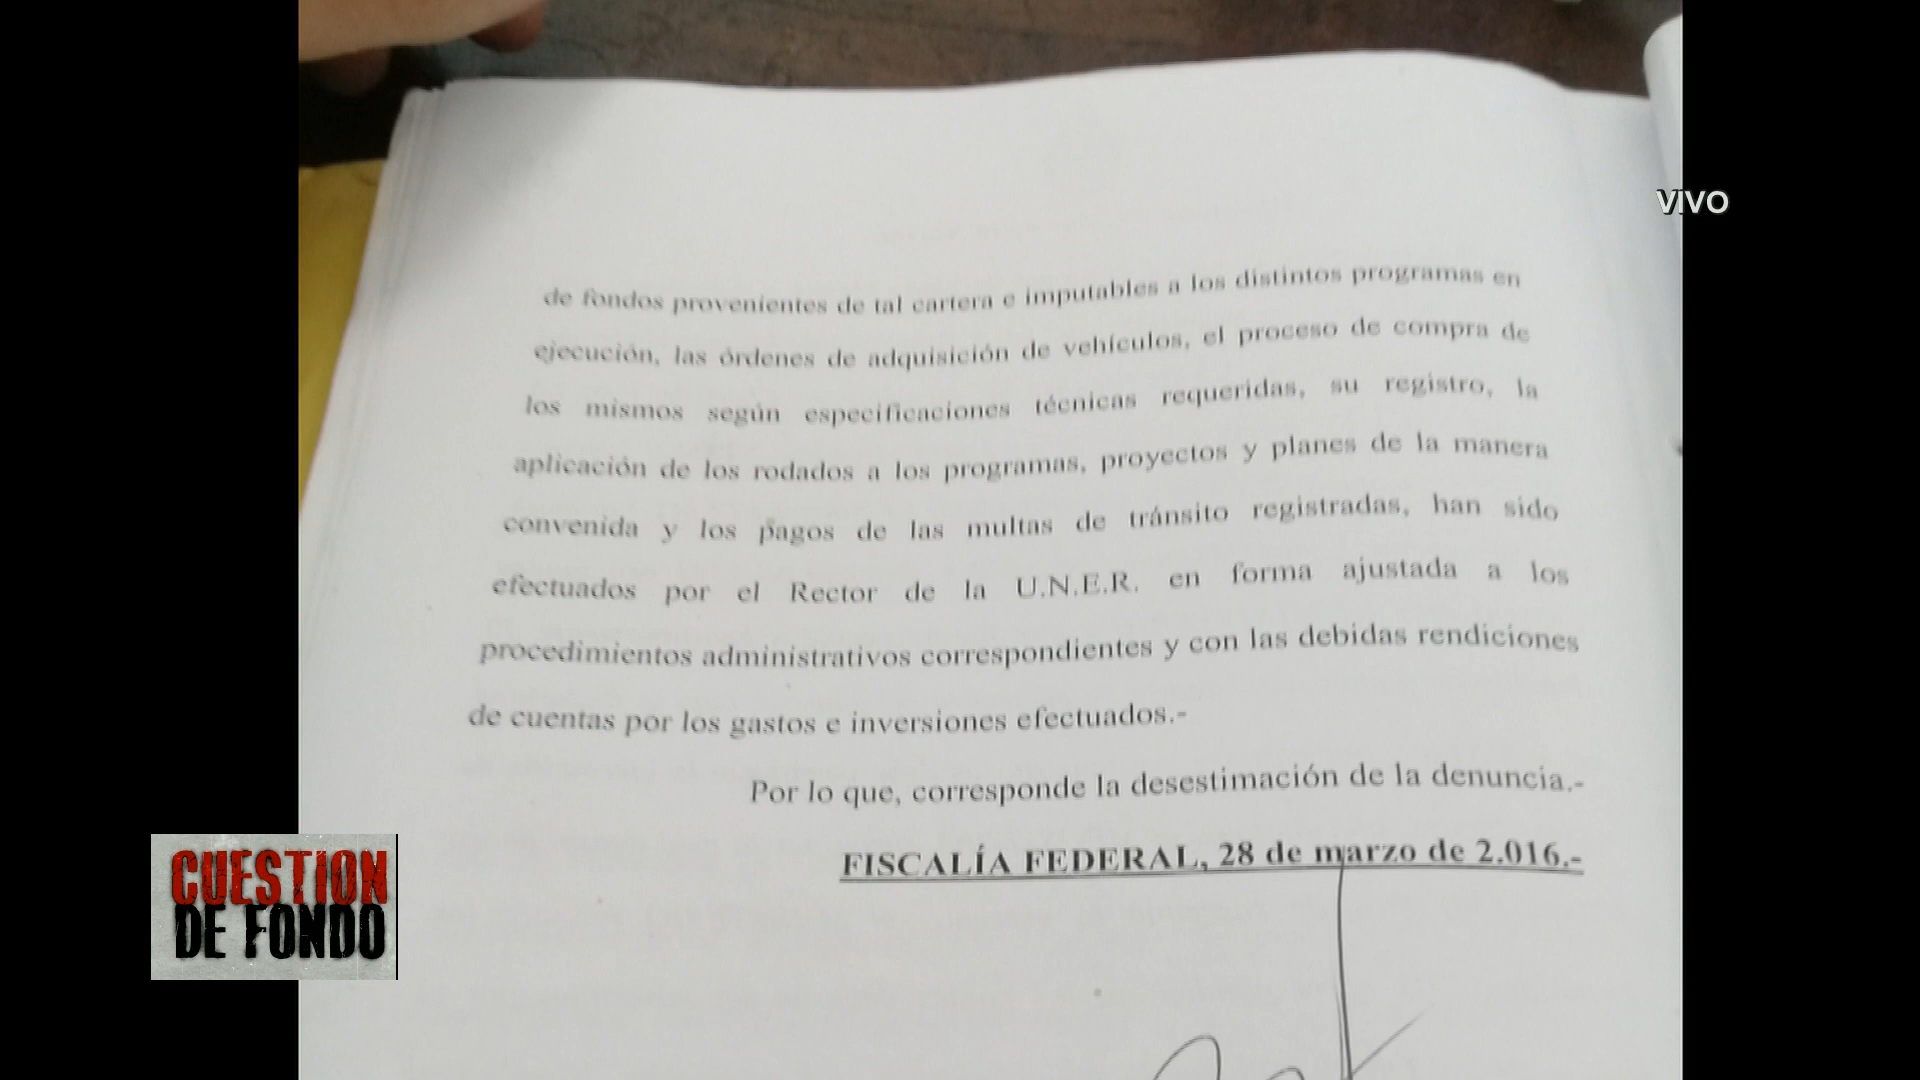 VIVO
de fondos provenientes de tal cartera e imputables a los distintos programas en
ejecución, las órdenes de adquisición de vehículos, el proceso de compra de
los mismos según especificaciones técnicas requeridas, su registro, la
aplicación de los rodados a los programas, proyectos y planes de la manera
convenida y los pagos de las multas de tránsito registradas, han sido
efectuados por el Rector de la U.N.E.R. en forma ajustada a los
procedimientos administrativos correspondientes y con las debidas rendiciones
de cuentas por los gastos e inversiones efectuados.-
Por lo que, corresponde la desestimación de la denuncia.-
FISCALÍA FEDERAL, 28 de marzo de 2.016.-
CUESTION
DE FONDO